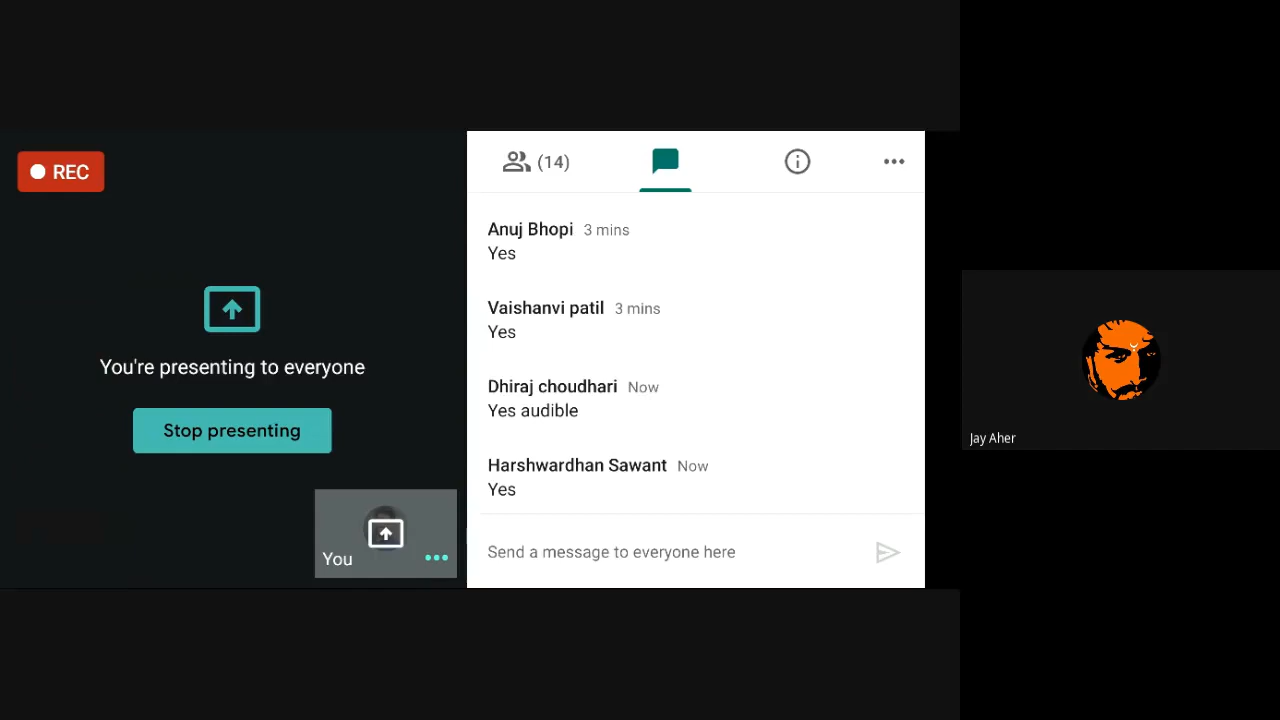 REC
You're presenting to everyone
Stop presenting
You
(14)
Anuj Bhopi 3 mins
Yes
Vaishanvi patil 3 mins
Yes
Dhiraj choudhari Now
Yes audible
Harshwardhan Sawant Now
Yes
Send a message to everyone here
Jay Aher